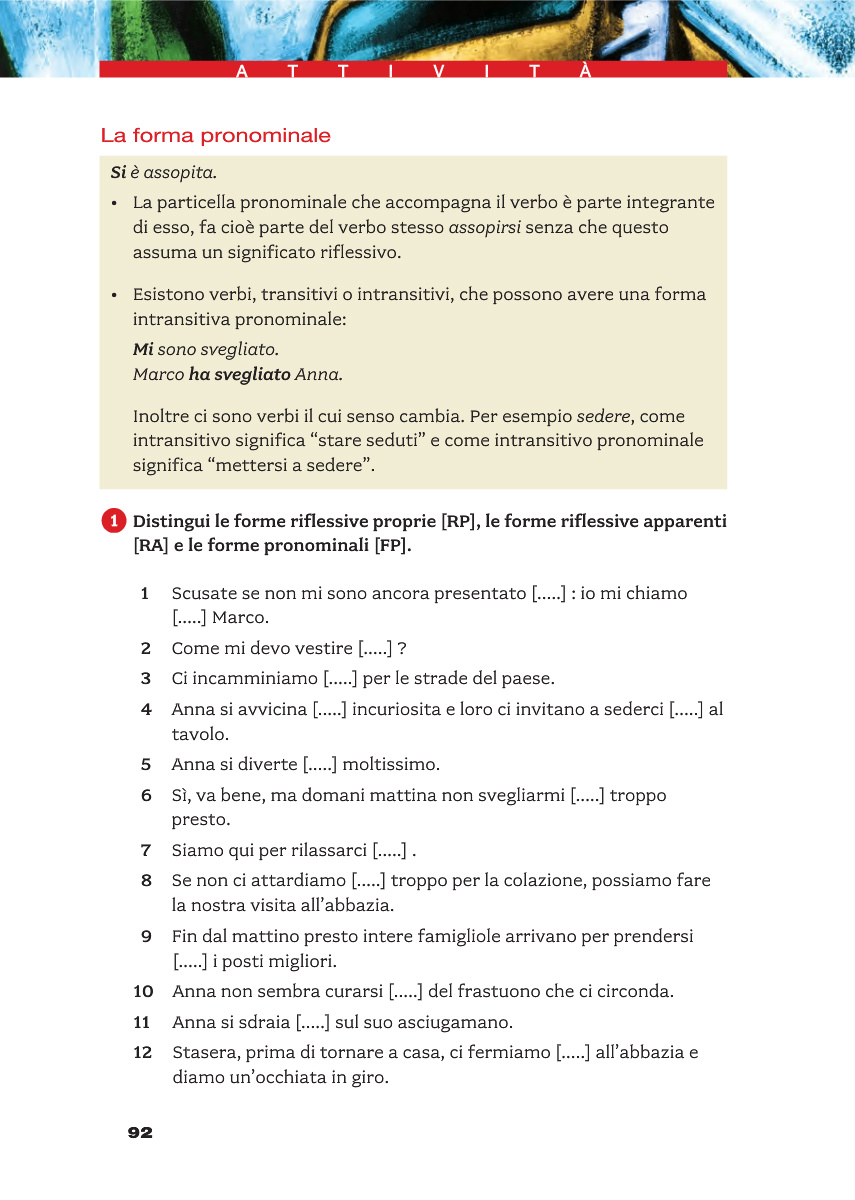 ATTIVITÀ
La forma pronominale
Si è assopita.
• La particella pronominale che accompagna il verbo è parte integrante
di esso, fa cioè parte del verbo stesso assopirsi senza che questo
assuma un significato riflessivo.
• Esistono verbi, transitivi o intransitivi, che possono avere una forma
intransitiva pronominale:
Mi sono svegliato.
Marco ha svegliato Anna.
Inoltre ci sono verbi il cui senso cambia. Per esempio sedere, come
intransitivo significa “stare seduti” e come intransitivo pronominale
significa “mettersi a sedere”.
1 Distingui le forme riflessive proprie [RP], le forme riflessive apparenti
[RA] e le forme pronominali [FP].
1 Scusate se non mi sono ancora presentato [.....] : io mi chiamo
[.....] Marco.
2 Come mi devo vestire [.....] ?
3 Ci incamminiamo [.....] per le strade del paese.
4 Anna si avvicina [.....] incuriosita e loro ci invitano a sederci [.....] al
tavolo.
5 Anna si diverte [.....] moltissimo.
6 Sì, va bene, ma domani mattina non svegliarmi [.....] troppo
presto.
7 Siamo qui per rilassarci [.....] .
8 Se non ci attardiamo [.....] troppo per la colazione, possiamo fare
la nostra visita all’abbazia.
9 Fin dal mattino presto intere famigliole arrivano per prendersi
[.....] i posti migliori.
10 Anna non sembra curarsi [.....] del frastuono che ci circonda.
11 Anna si sdraia [.....] sul suo asciugamano.
12 Stasera, prima di tornare a casa, ci fermiamo [.....] all’abbazia e
diamo un’occhiata in giro.
92